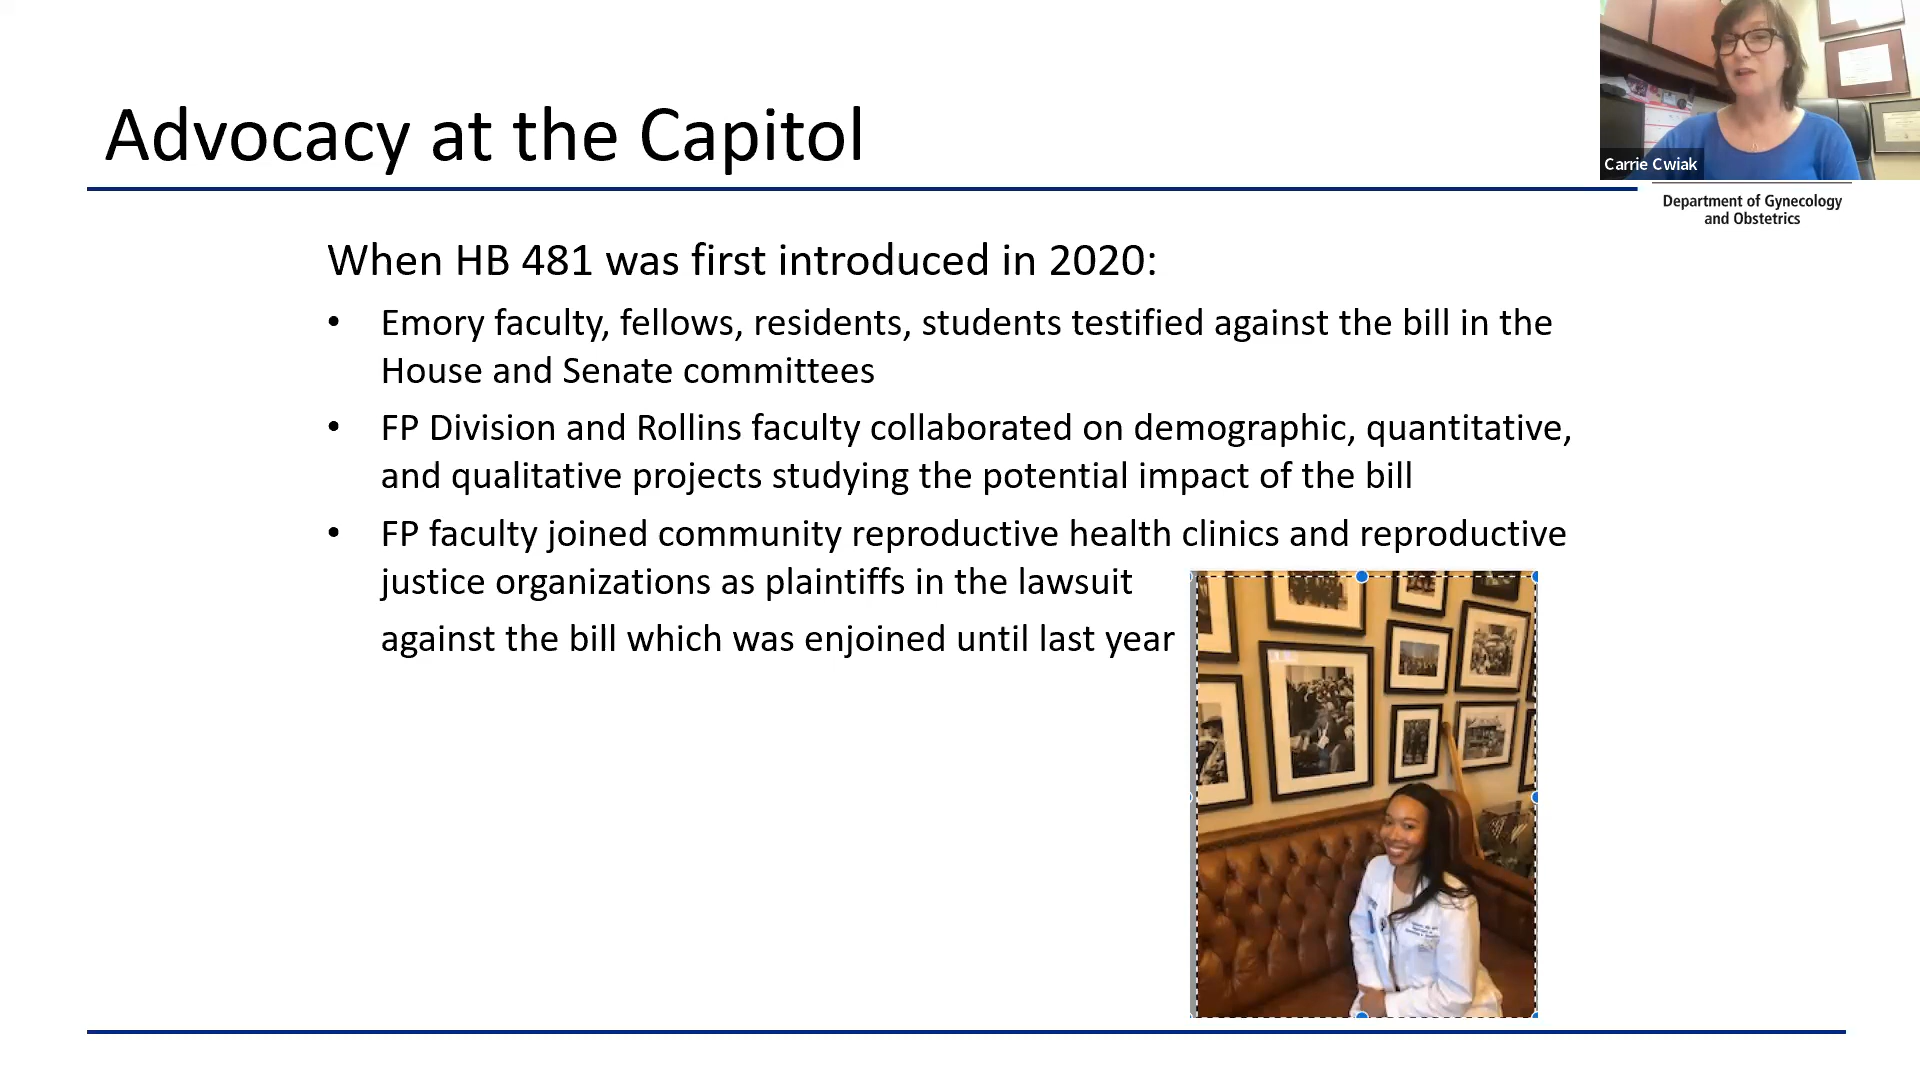 Advocacy at the Capitol
Carrie Cwiak
Department of Gynecology
and Obstetrics
When HB 481 was first introduced in 2020:
• Emory faculty, fellows, residents, students testified against the bill in the
House and Senate committees
• FP Division and Rollins faculty collaborated on demographic, quantitative,
and qualitative projects studying the potential impact of the bill
• FP faculty joined community reproductive health clinics and reproductive
justice organizations as plaintiffs in the lawsuit
against the bill which was enjoined until last year